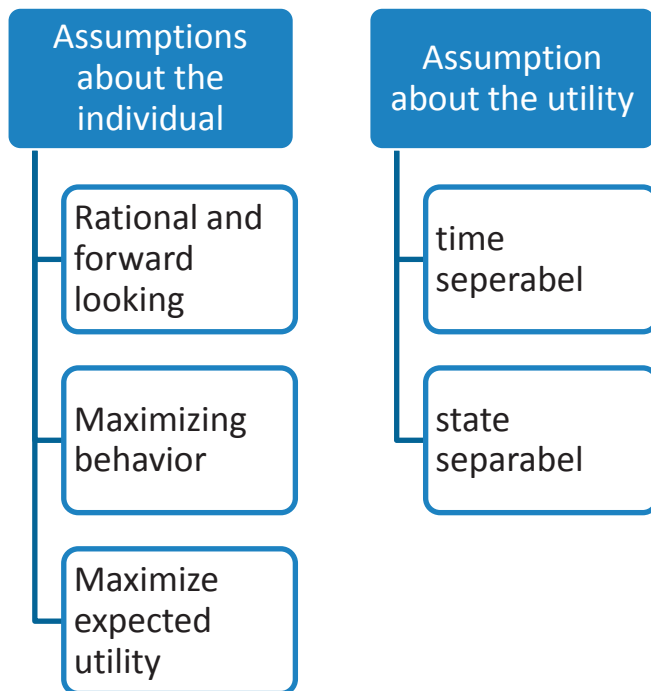 Assumptions
about the
individual
Rational and
forward
looking
Maximizing
behavior
Maximize
expected
utility
Assumption
about the utility
time
seperabel
state
separabel